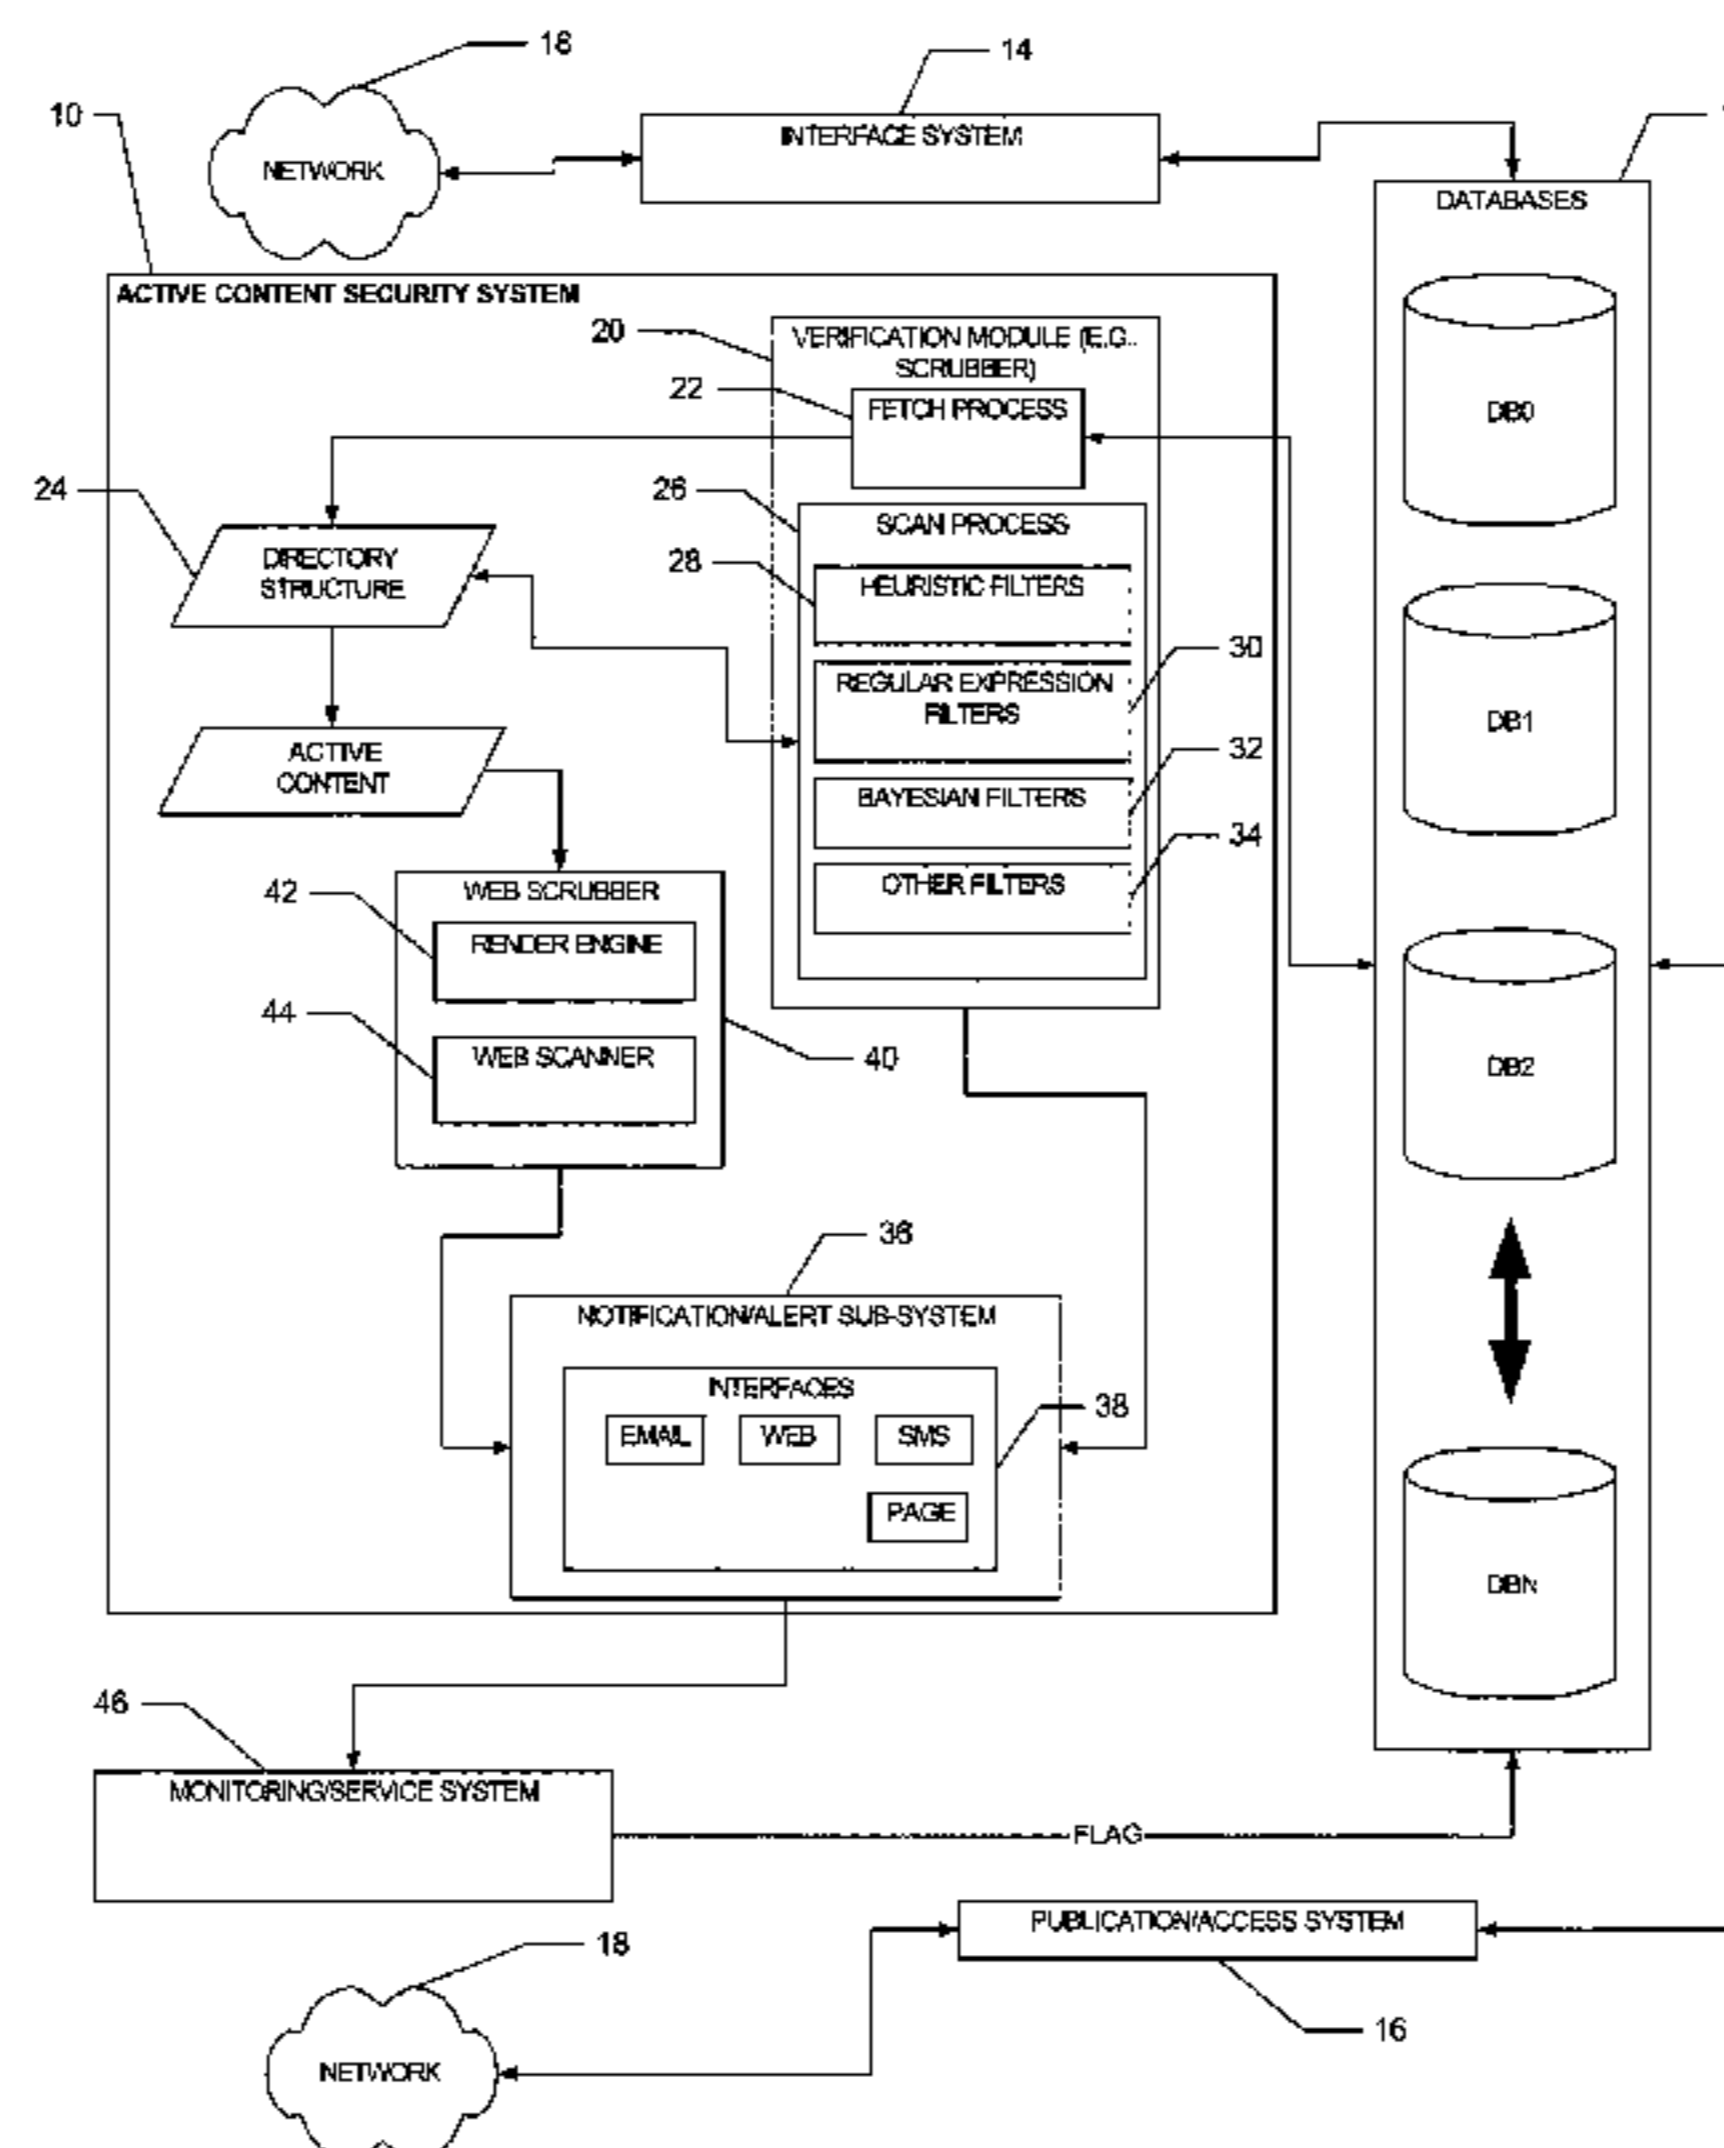 18
14
10
INTERFACE SYSTEM
NETWORK
DATABASES
ACTIVE CONTENT SECURITY SYSTEM
20
VERIFICATION MODULE (E.G..
SCRUBBER)
22
FETCH PROCESS
DB0
24
26
SCAN PROCESS
DIRECTORY
STRUCTURE
28
HEURISTIC FILTERS
30
REGULAR EXPRESSION
FILTERS
DB1
ACTIVE
CONTENT
32
BAYESIAN FILTERS
34
OTHER FILTERS
42
WEB SCRUBBER
RENDER ENGINE
44
WEB SCANNER
40
DB2
36
NOTIFICATION/ALERT SUB-SYSTEM
INTERFACES
38
EMAIL
WEB
SMS
PAGE
DBN
46
MONITORING/SERVICE SYSTEM
FLAG
PUBLICATION/ACCESS SYSTEM
18
16
NETWORK